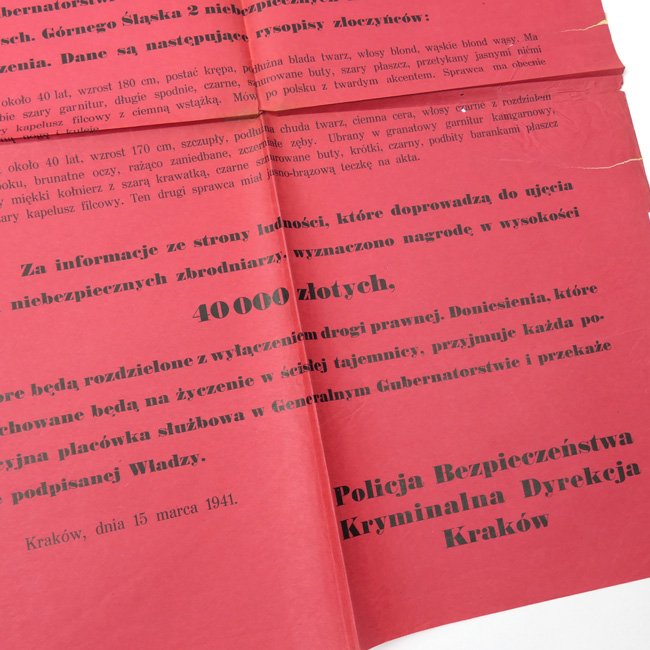 ubernatorstwo
sch. Górnego Śląska 2 niebezpiecznych
zenia. Dane są następujące rysopisy złoczyńców:
około 40 lat, wzrost 180 cm, postać krępa, podłużna blada twarz, włosy blond, wąskie blond wąsy. Ma
bie szary garnitur, długie spodnie, czarne, sznurowane buty, szary płaszcz, przetykany jasnymi nićmi
y kapelusz filcowy z ciemną wstążką. Mówi po polsku z twardym akcentem. Sprawca ma obecnie
nogę i kuleje
około 40 lat, wzrost 170 cm, szczupły, podłużna chuda twarz, ciemna cera, włosy czarne z rozdziałem
boku, brunatne oczy, rażąco zaniedbane, zczerniałe zęby. Ubrany w granatowy garnitur kamgarnowy,
y miękki kołnierz z szarą krawatką, czarne sznurowane buty, krótki, czarny, podbity barankami płaszcz
zary kapelusz filcowy. Ten drugi sprawca miał jasno-brązową teczkę na akta.
Za informacje ze strony ludności, które doprowadzą do ujęcia
niebezpiecznych zbrodniarzy, wyznaczono nagrodę w wysokości
40 000 złotych,
óre będą rozdzielone z wyłączeniem drogi prawnej. Doniesienia, które
chowane będą na życzenie w ścisłej tajemnicy, przyjmuje każda po-
cyjna placówka służbowa w Generalnym Gubernatorstwie i przekaże
e podpisanej Władzy.
Kraków, dnia 15 marca 1941.
Policja Bezpieczeństwa
Kryminalna Dyrekcja
Kraków